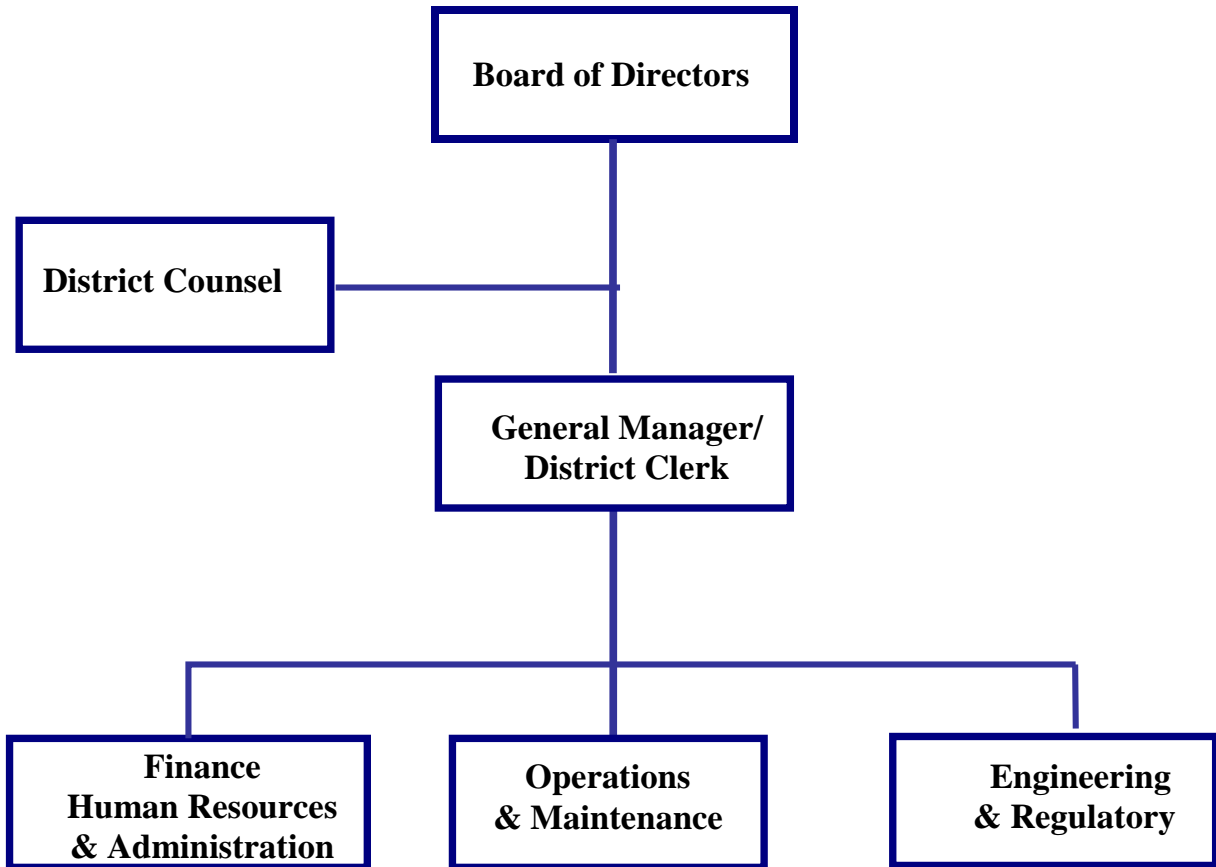 Board of Directors
District Counsel
General Manager/
District Clerk
Finance
Human Resources
& Administration
Operations
& Maintenance
Engineering
& Regulatory